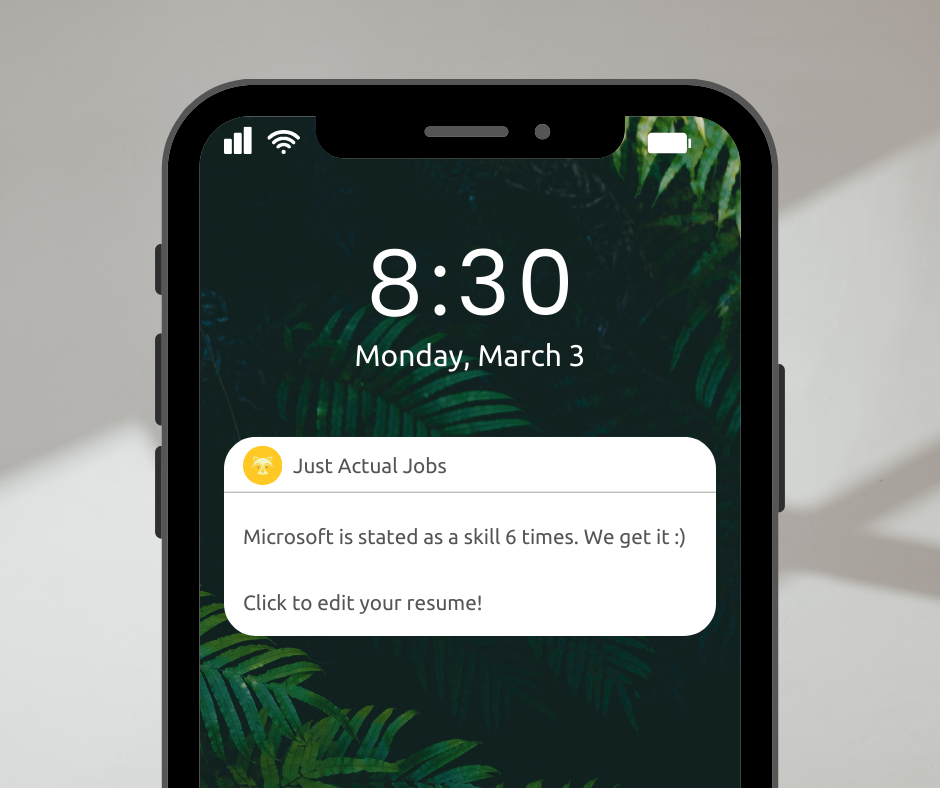 8:30
Monday, March 3
Just Actual Jobs
Microsoft is stated as a skill 6 times. We get it :)
Click to edit your resume!